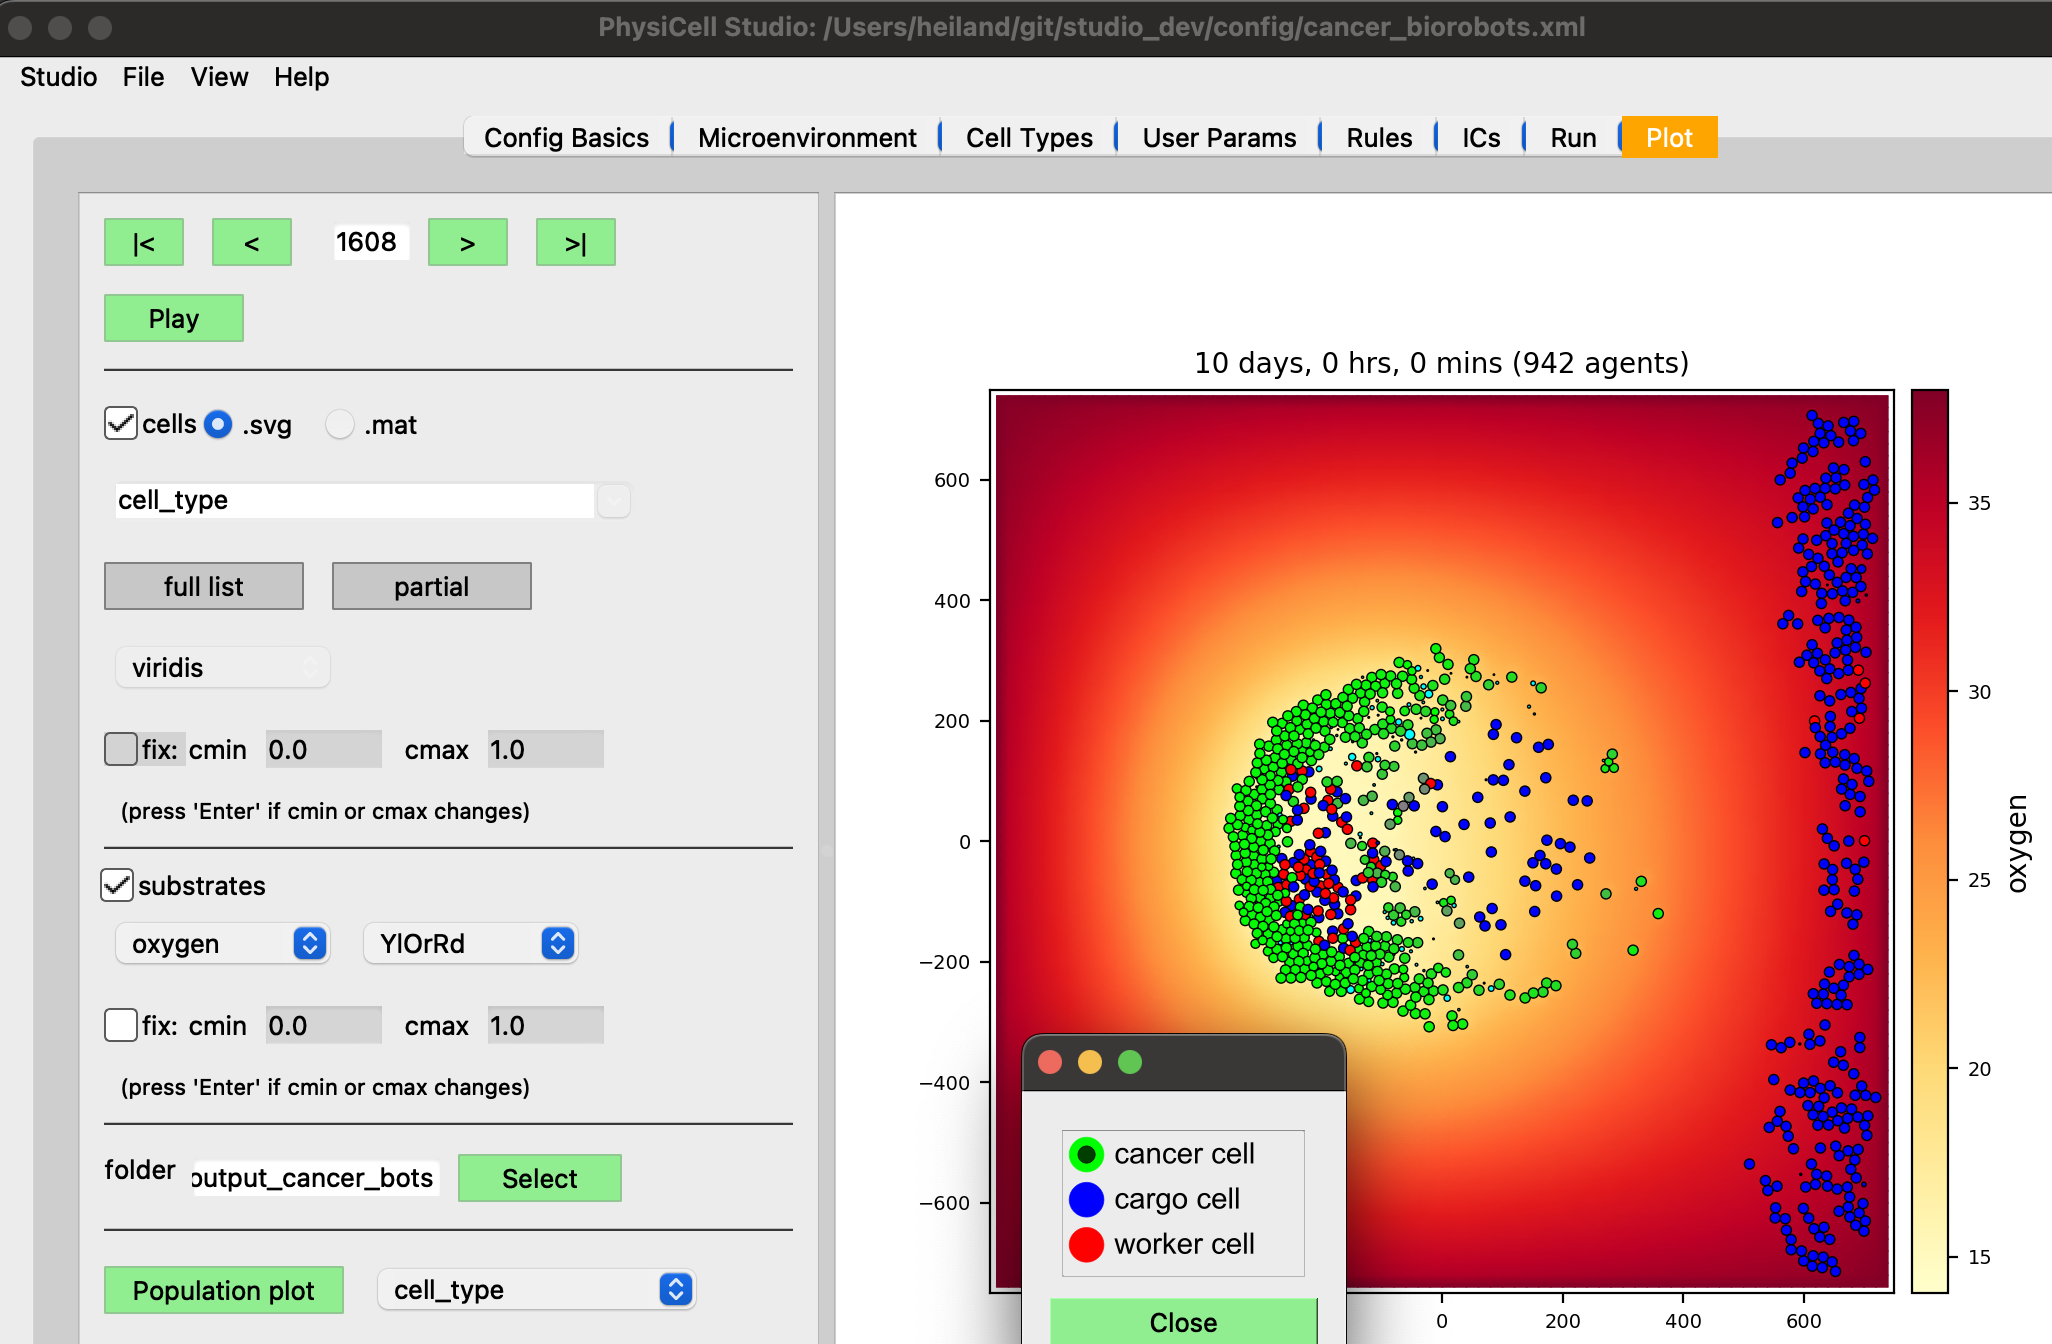 PhysiCell Studio: /Users/heiland/git/studio_dev/config/cancer_biorobots.xml
Studio File View Help
Config Basics Microenvironment Cell Types User Params Rules ICs Run Plot
|< < 1608 > >|
Play
cells .svg .mat
cell_type
full list partial
viridis
fix: cmin 0.0 cmax 1.0
(press 'Enter' if cmin or cmax changes)
substrates
oxygen YlOrRd
fix: cmin 0.0 cmax 1.0
(press 'Enter' if cmin or cmax changes)
folder output_cancer_bots Select
Population plot cell_type
10 days, 0 hrs, 0 mins (942 agents)
600
400
200
0
−200
−400
−600
0 200 400 600
35
30
25
20
15
oxygen
cancer cell
cargo cell
worker cell
Close